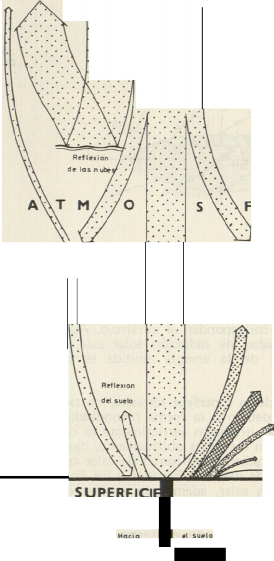 Reflexion
de las nubes
A T M O S F
Reflexion
del suelo
SUPERFICIE
Hacia el suelo